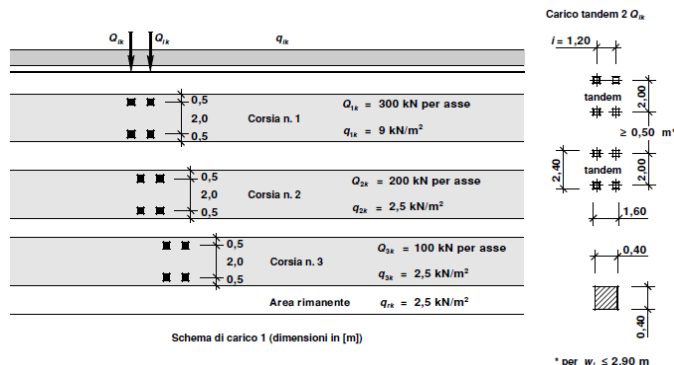 Carico tandem 2 Qik
Qik Qik qik
i = 1,20
0,5
2,0
0,5
Corsia n. 1
Q1k = 300 kN per asse
q1k = 9 kN/m²
tandem
2,00
≥ 0,50 m*
0,5
2,0
0,5
Corsia n. 2
Q2k = 200 kN per asse
q2k = 2,5 kN/m²
2,40
tandem
2,00
1,60
0,5
2,0
0,5
Corsia n. 3
Q3k = 100 kN per asse
q3k = 2,5 kN/m²
0,40
0,40
Area rimanente qrk = 2,5 kN/m²
Schema di carico 1 (dimensioni in [m])
* per wl ≤ 2,90 m